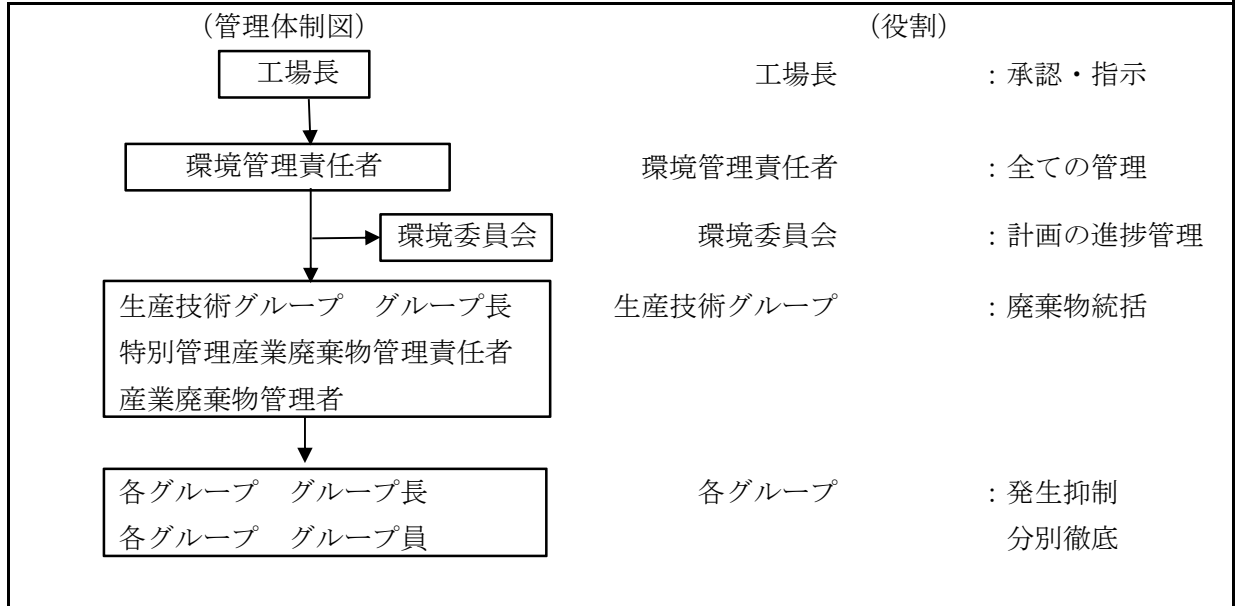 (管理体制図) (役割)
工場長 工場長 :承認・指示
環境管理責任者 環境管理責任者 :全ての管理
環境委員会 環境委員会 :計画の進捗管理
生産技術グループ グループ長 生産技術グループ :廃棄物統括
特別管理産業廃棄物管理責任者
産業廃棄物管理者
各グループ グループ長 各グループ :発生抑制
各グループ グループ員 分別徹底